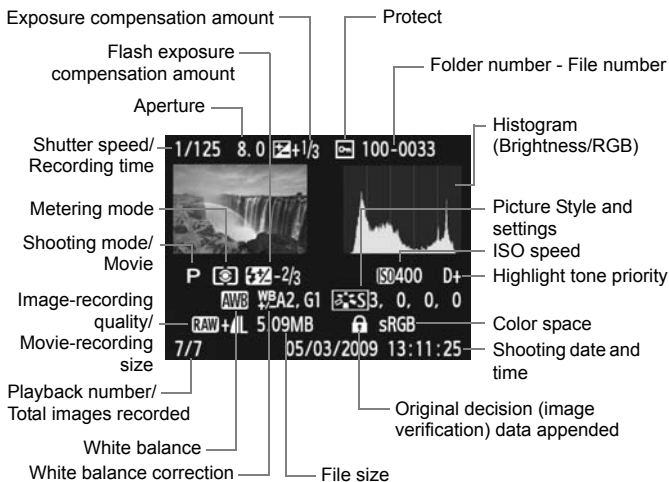 Exposure compensation amount
Protect
Flash exposure
compensation amount
Folder number - File number
Aperture
Histogram
(Brightness/RGB)
Shutter speed/
Recording time
1/125 8.0 +1/3 100-0033
Metering mode
Picture Style and
settings
Shooting mode/
Movie
ISO speed
P -2/3 ISO400 D+
Highlight tone priority
Image-recording
quality/
Movie-recording
size
AWB WB+/-A2, G1 S3, 0, 0, 0
RAW+L 5.09MB sRGB
Color space
7/7 05/03/2009 13:11:25
Shooting date and
time
Playback number/
Total images recorded
Original decision (image
verification) data appended
White balance
White balance correction
File size